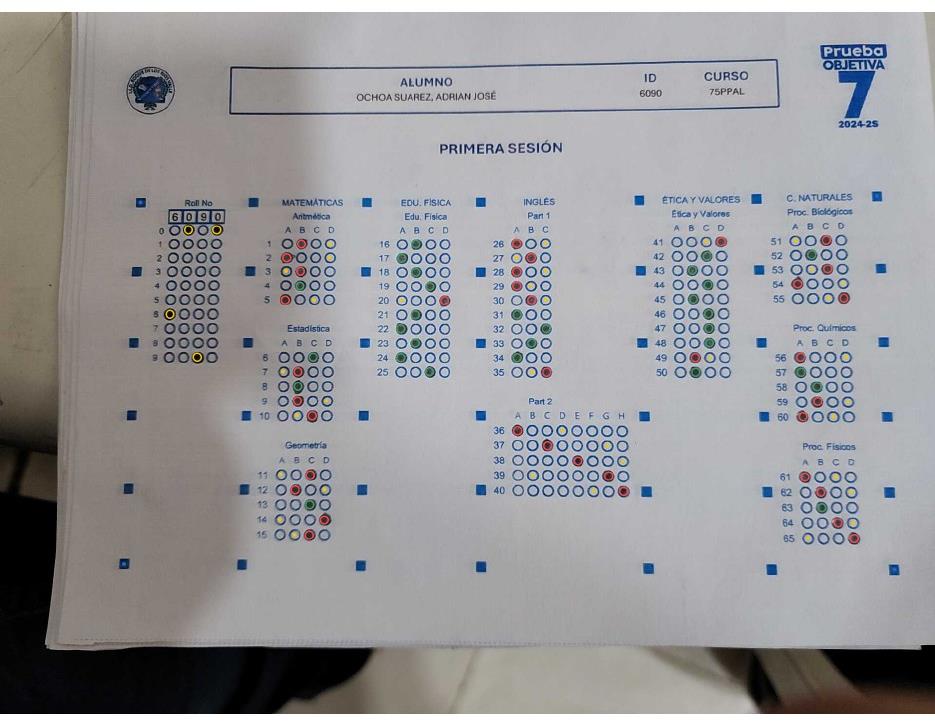 Prueba
OBJETIVA
7
2024-2S
ALUMNO ID CURSO
OCHOA SUAREZ, ADRIAN JOSÉ 6090 75PPAL
PRIMERA SESIÓN
Roll No
6 0 9 0
0
1
2
3
4
5
6
7
8
9
MATEMÁTICAS
Aritmética
A B C D
1
2
3
4
5
Estadística
A B C D
6
7
8
9
10
Geometría
A B C D
11
12
13
14
15
EDU. FÍSICA
Edu. Física
A B C D
16
17
18
19
20
21
22
23
24
25
INGLÉS
Part 1
A B C
26
27
28
29
30
31
32
33
34
35
Part 2
A B C D E F G H
36
37
38
39
40
ÉTICA Y VALORES
Ética y Valores
A B C D
41
42
43
44
45
46
47
48
49
50
C. NATURALES
Proc. Biológicos
A B C D
51
52
53
54
55
Proc. Químicos
A B C D
56
57
58
59
60
Proc. Físicos
A B C D
61
62
63
64
65